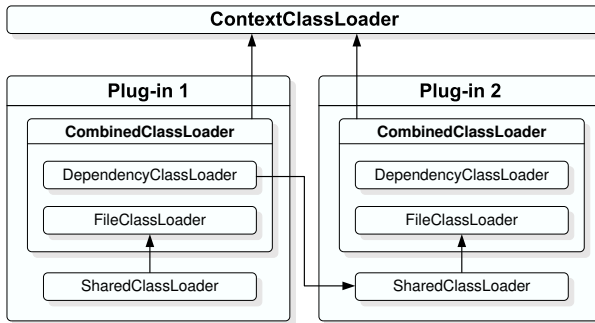 ContextClassLoader
Plug-in 1
CombinedClassLoader
DependencyClassLoader
FileClassLoader
SharedClassLoader
Plug-in 2
CombinedClassLoader
DependencyClassLoader
FileClassLoader
SharedClassLoader